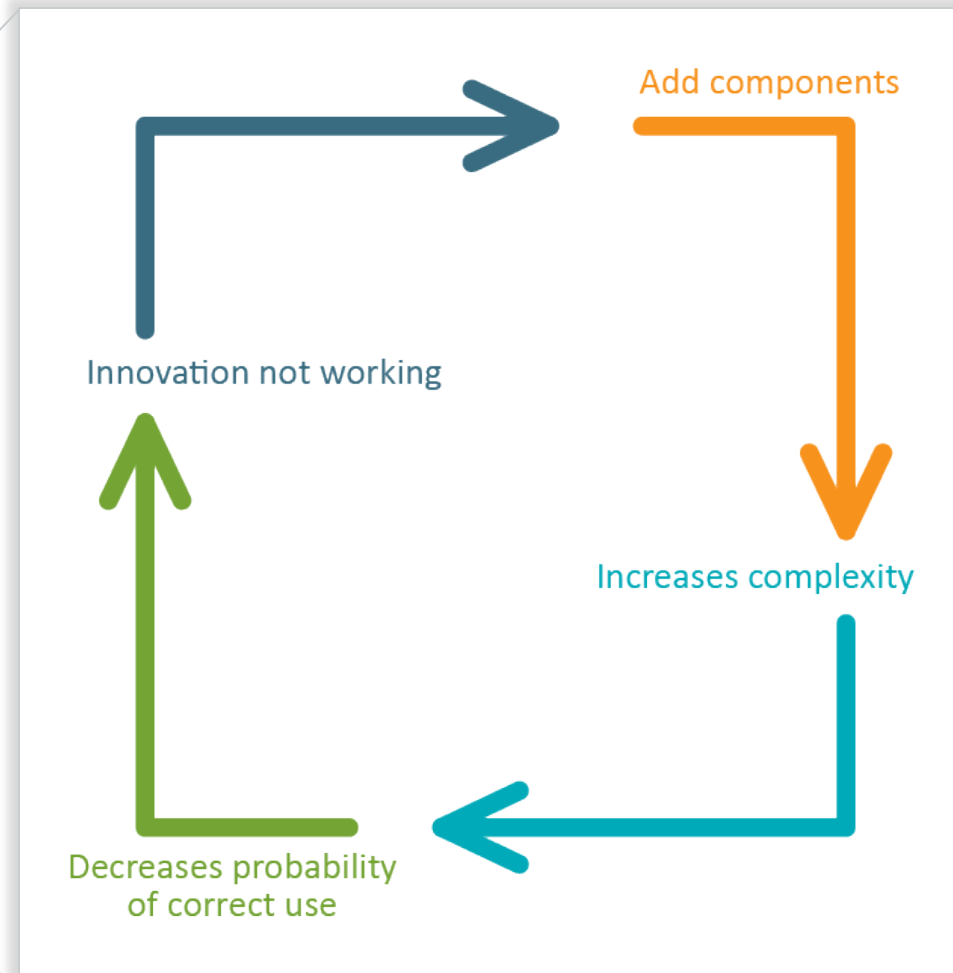 Add components
Innovation not working
Increases complexity
Decreases probability
of correct use